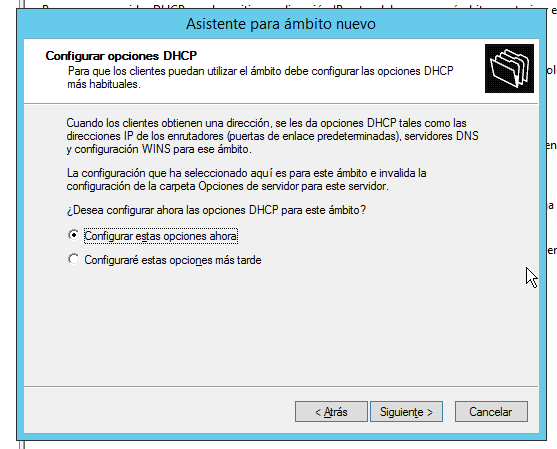 Asistente para ámbito nuevo
Configurar opciones DHCP
Para que los clientes puedan utilizar el ámbito debe configurar las opciones DHCP
más habituales.
Cuando los clientes obtienen una dirección, se les da opciones DHCP tales como las
direcciones IP de los enrutadores (puertas de enlace predeterminadas), servidores DNS
y configuración WINS para ese ámbito.
La configuración que ha seleccionado aquí es para este ámbito e invalida la
configuración de la carpeta Opciones de servidor para este servidor.
¿Desea configurar ahora las opciones DHCP para este ámbito?
Configurar estas opciones ahora
Configuraré estas opciones más tarde
< Atrás
Siguiente >
Cancelar